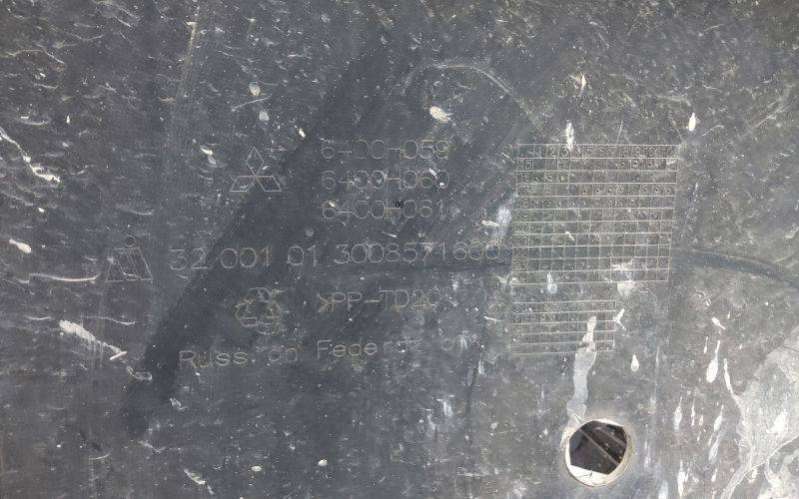 6400H059
6400H060
6400H061
32 001 01 3008571600
>PP-TD20
Russian Federation